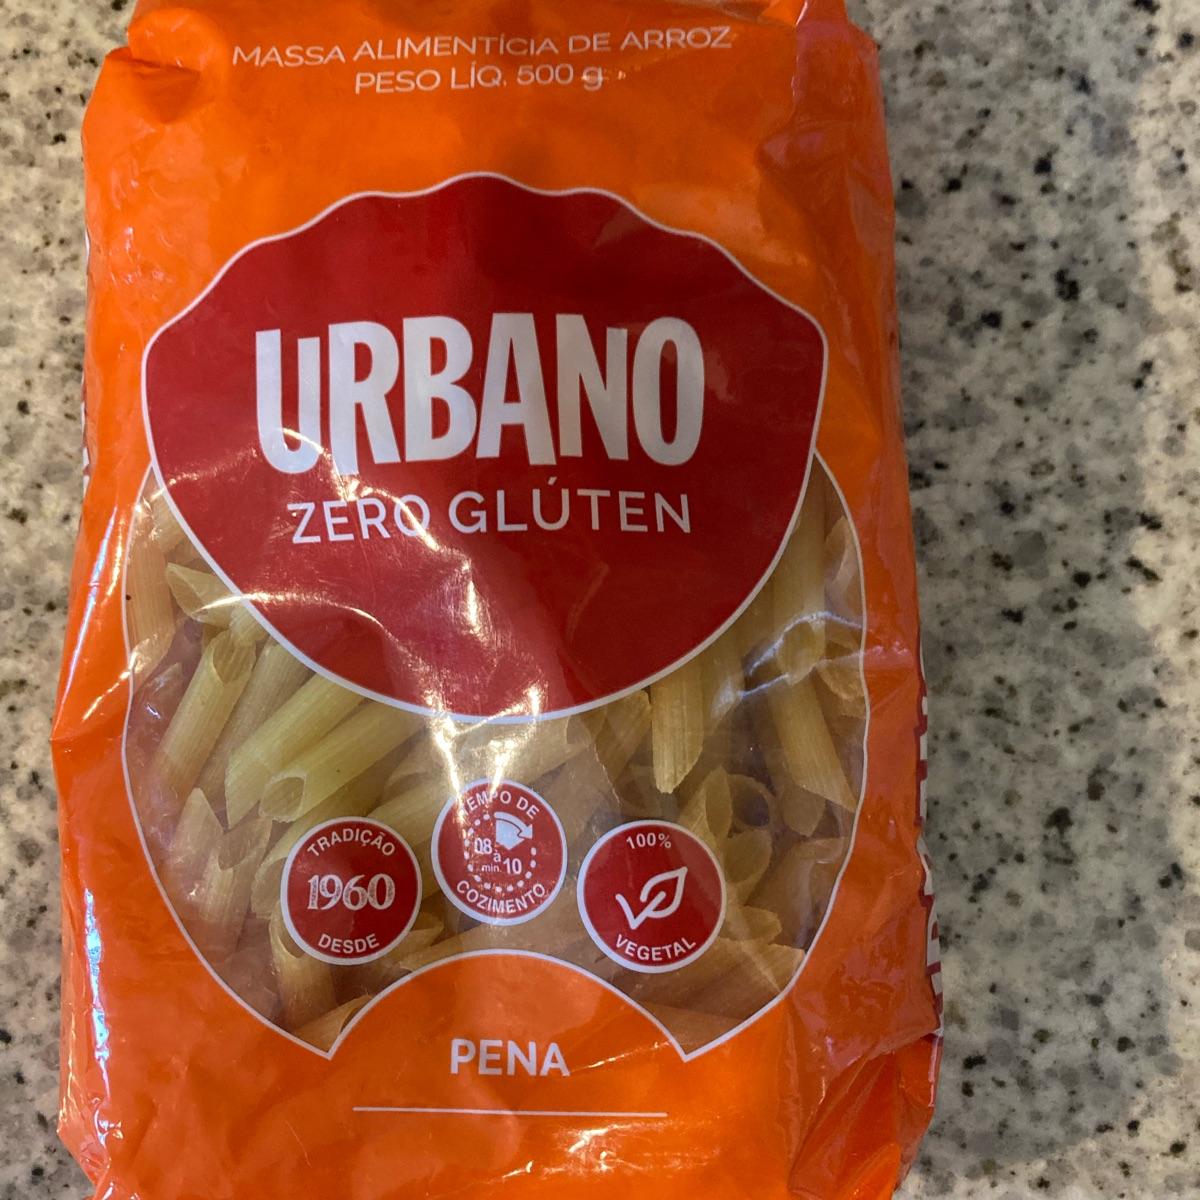 MASSA ALIMENTÍCIA DE ARROZ
PESO LÍQ. 500 g
URBANO
ZERO GLÚTEN
TRADIÇÃO
1960
DESDE
TEMPO DE
08
à
min. 10
COZIMENTO
100%
VEGETAL
PENA